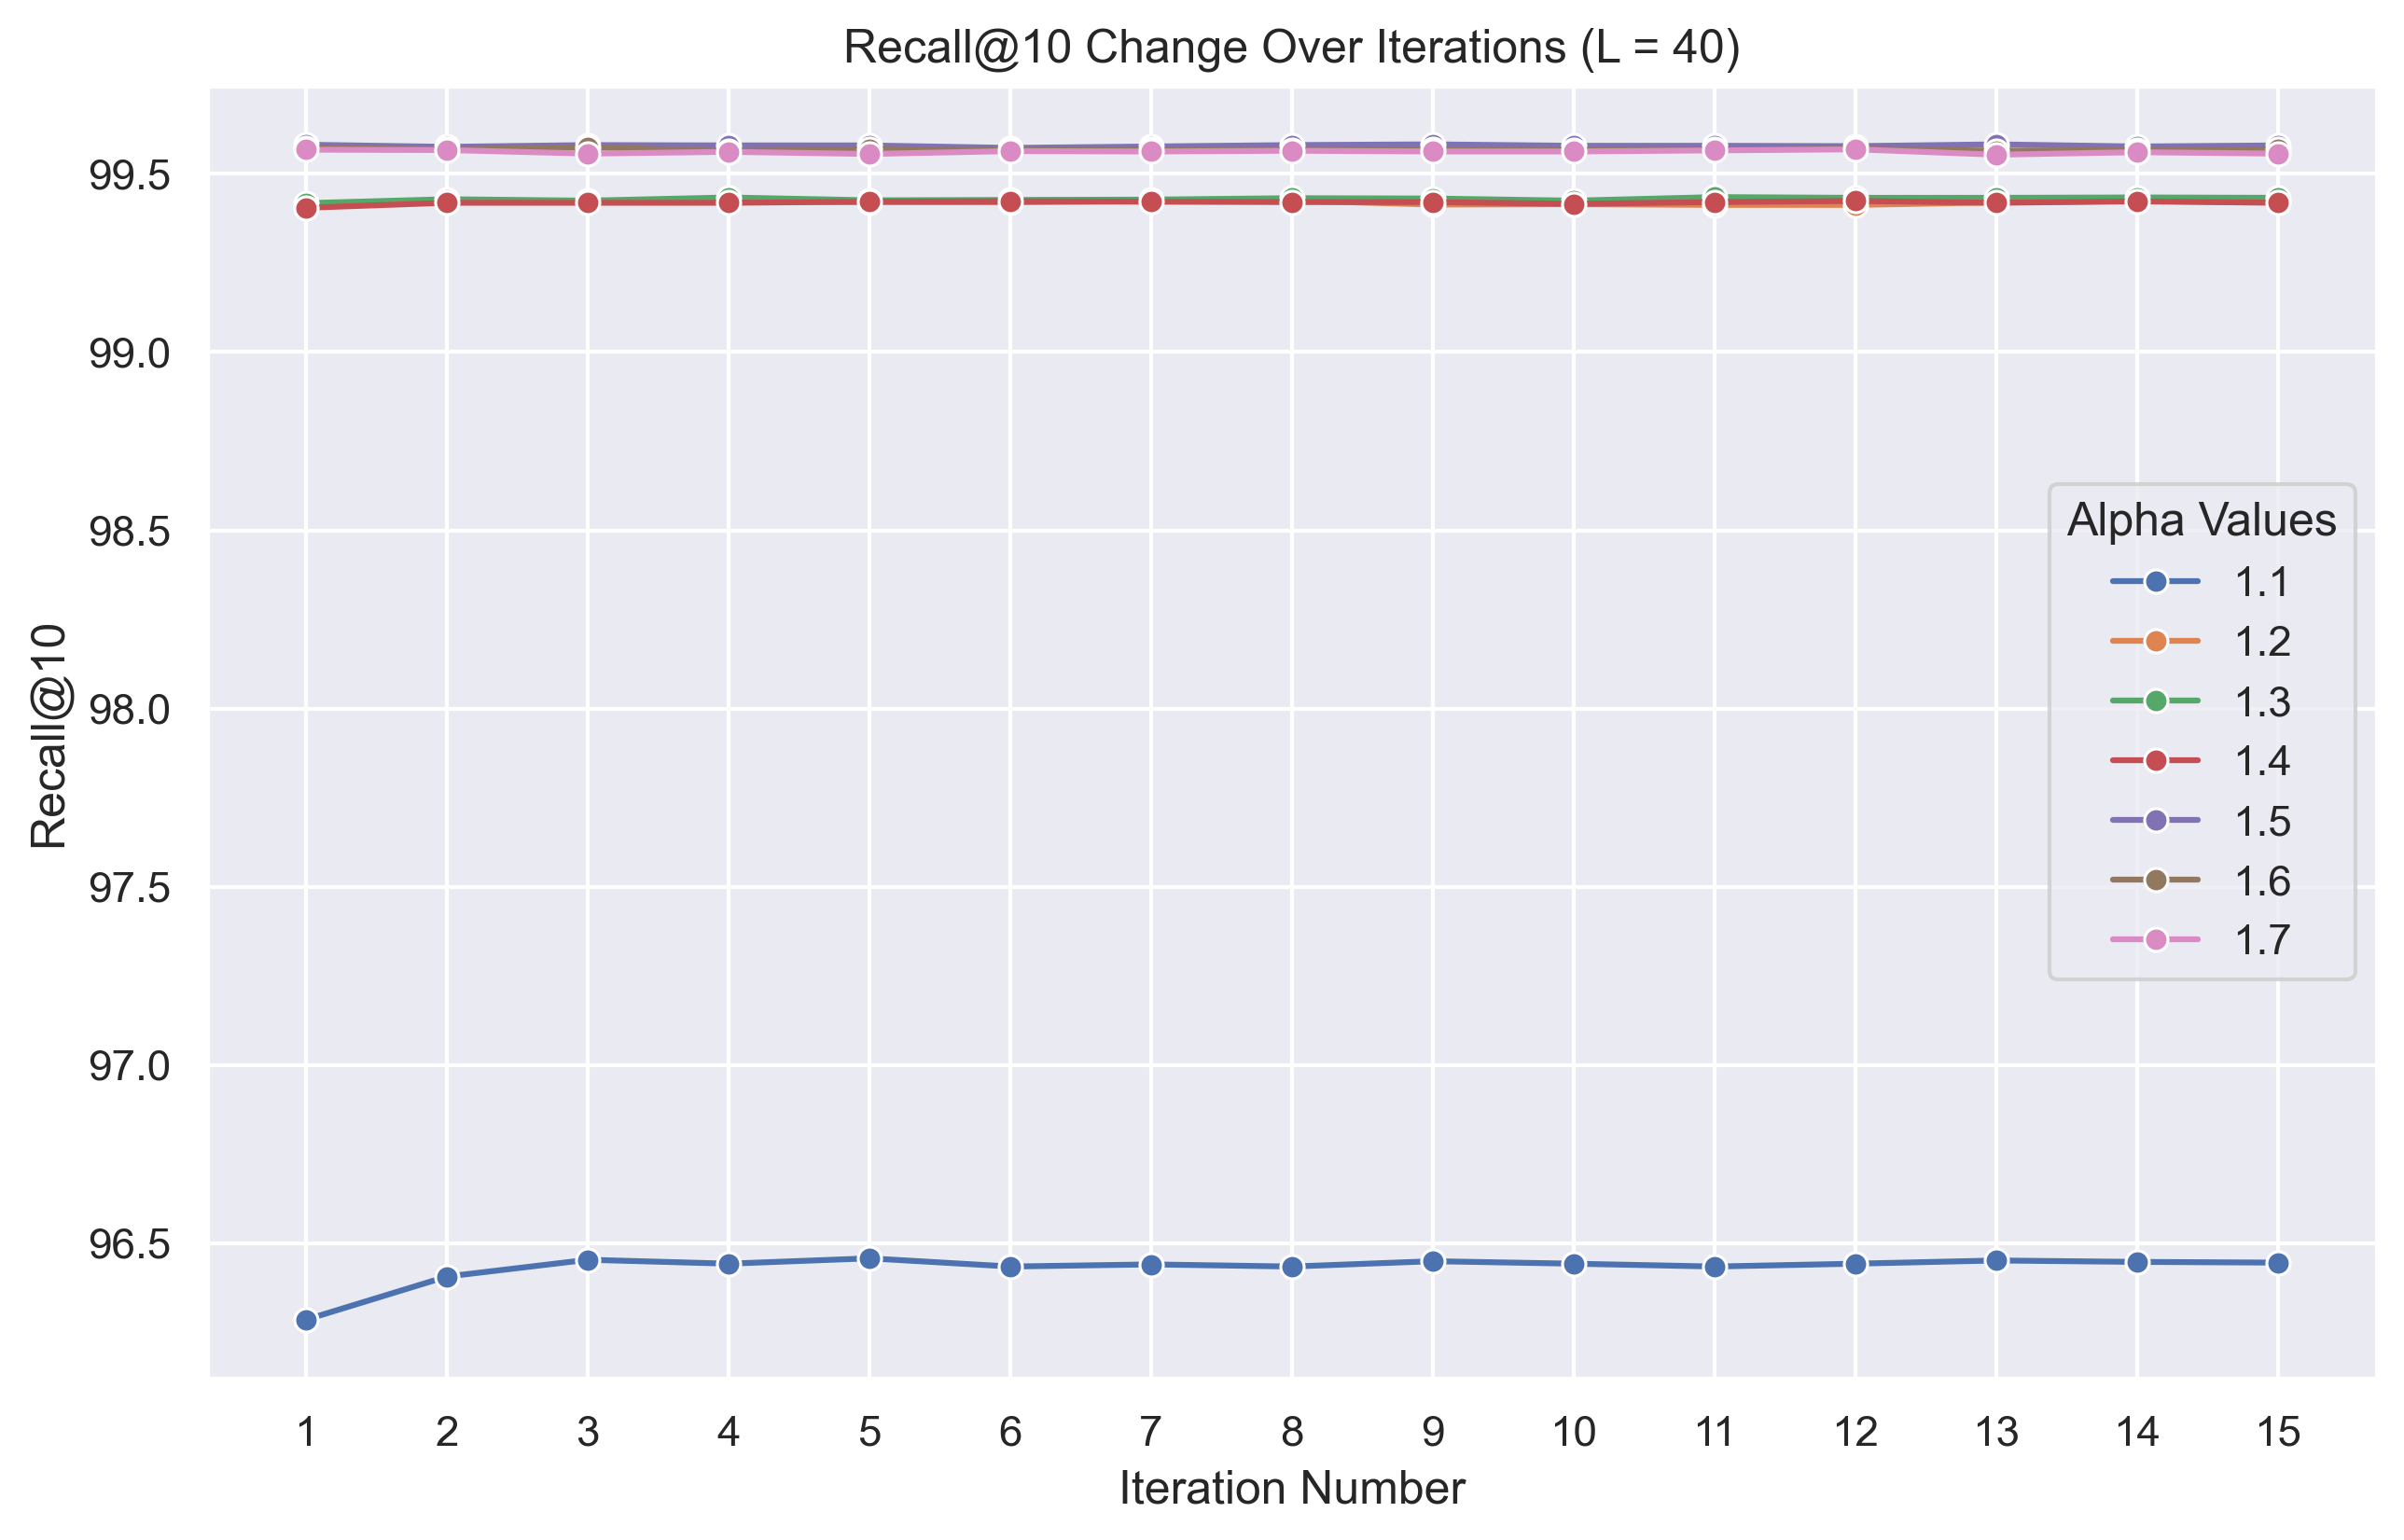 Recall@10 Change Over Iterations (L = 40)
99.5
99.0
98.5
98.0
97.5
97.0
96.5
Recall@10
Alpha Values
1.1
1.2
1.3
1.4
1.5
1.6
1.7
1 2 3 4 5 6 7 8 9 10 11 12 13 14 15
Iteration Number